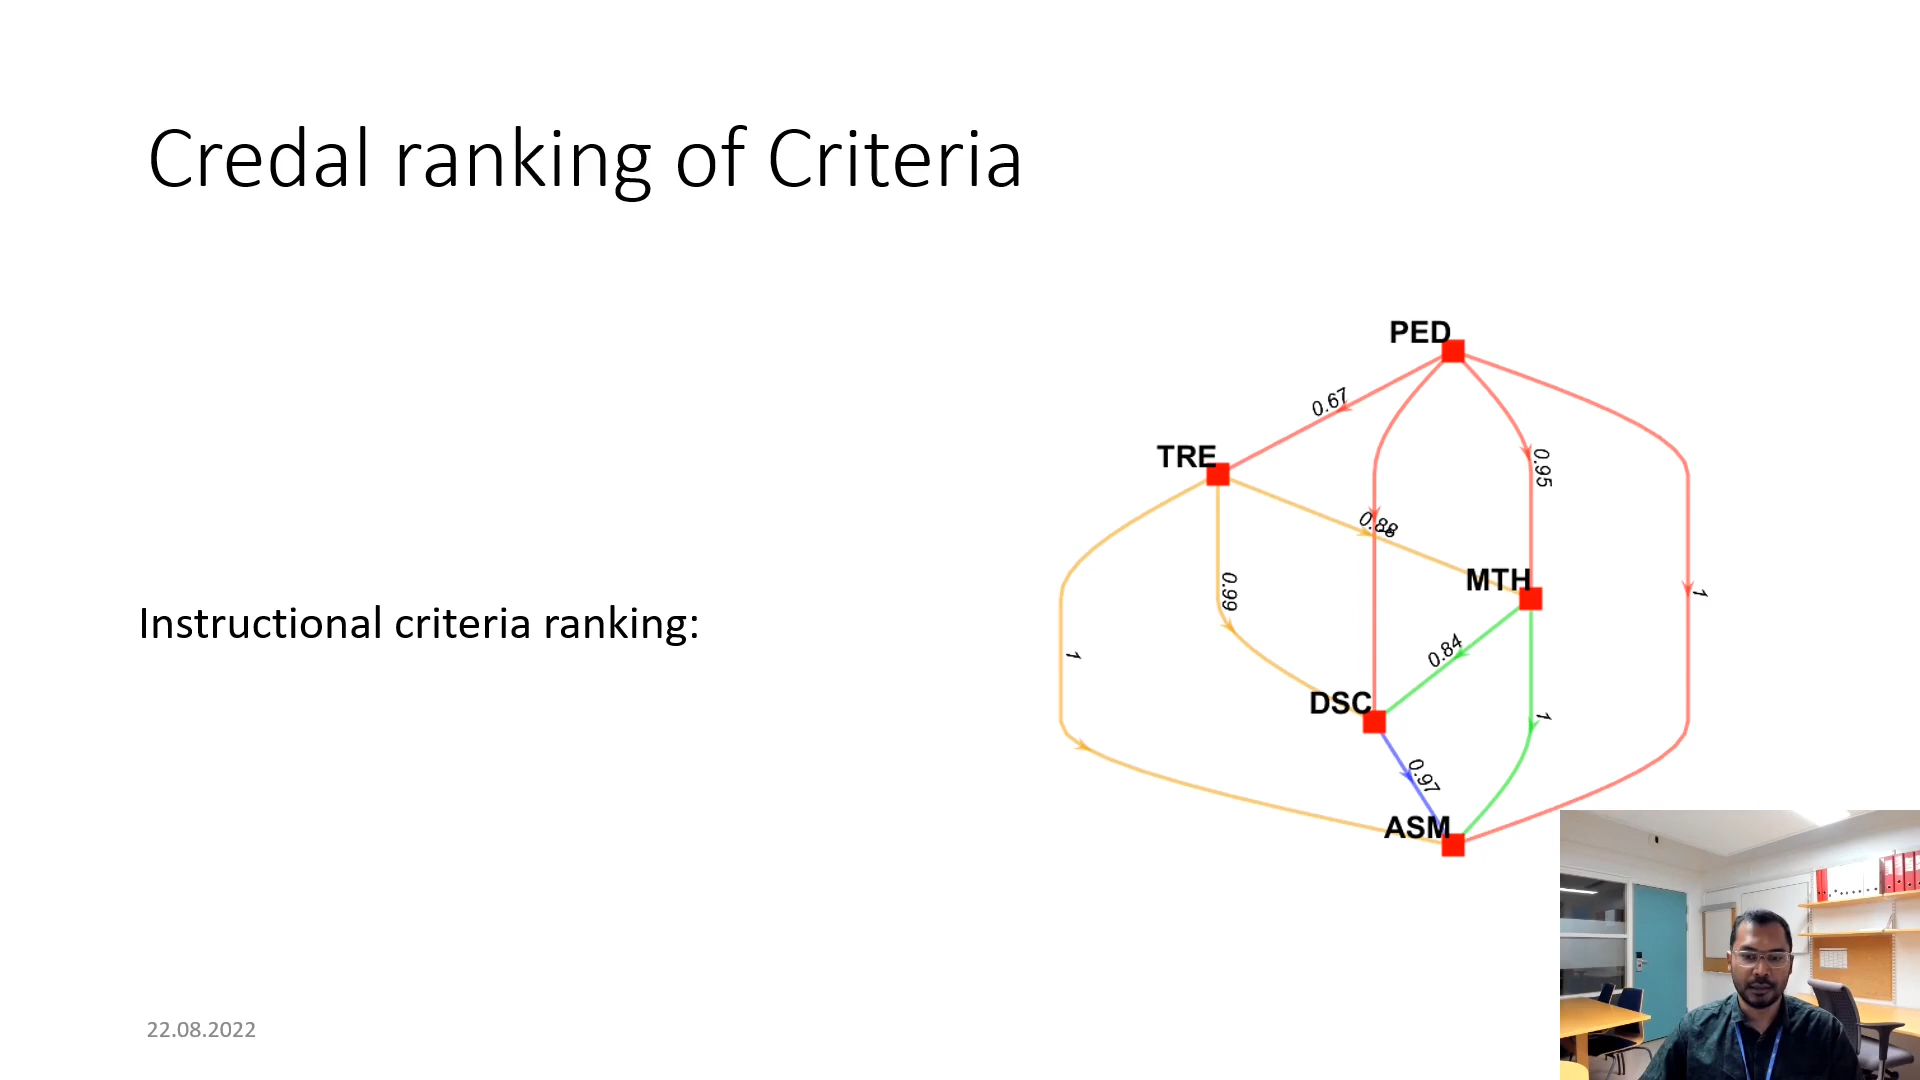 Credal ranking of Criteria
PED
0.67
TRE
0.95
0.88
MTH
0.99
1
Instructional criteria ranking:
0.84
1
DSC
1
0.97
ASM
22.08.2022